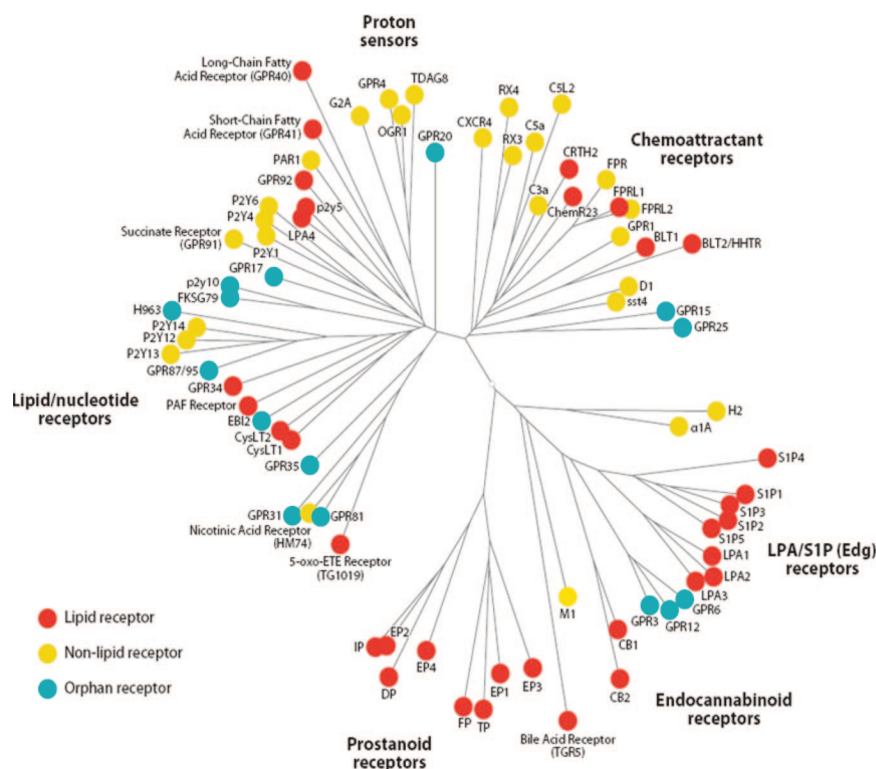 Proton
sensors
Long-Chain Fatty
Acid Receptor (GPR40)
Short-Chain Fatty
Acid Receptor (GPR41)
G2A
GPR4
TDAG8
OGR1
GPR20
PAR1
GPR92
p2y5
LPA4
P2Y6
P2Y4
P2Y1
Succinate Receptor
(GPR91)
GPR17
p2y10
FKSG79
H963
P2Y14
P2Y12
P2Y13
GPR87/95
Lipid/nucleotide
receptors
GPR34
PAF Receptor
EBI2
CysLT2
CysLT1
GPR35
GPR31
GPR81
Nicotinic Acid Receptor
(HM74)
5-oxo-ETE Receptor
(TG1019)
CXCR4
RX4
RX3
C5a
C5L2
C3a
CRTH2
ChemR23
Chemoattractant
receptors
FPR
FPRL1
FPRL2
GPR1
BLT1
BLT2/HHTR
D1
sst4
GPR15
GPR25
H2
α1A
S1P4
S1P1
S1P3
S1P2
S1P5
LPA1
LPA2
LPA3
LPA/S1P (Edg)
receptors
GPR6
GPR12
GPR3
M1
CB1
CB2
Endocannabinoid
receptors
Bile Acid Receptor
(TGR5)
IP
EP2
DP
EP4
FP
TP
EP1
EP3
Prostanoid
receptors
Lipid receptor
Non-lipid receptor
Orphan receptor